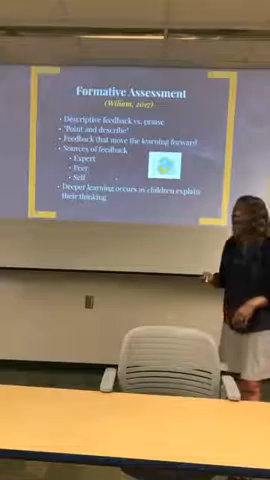 Formative Assessment
(Wiliam, 2017)
• Descriptive feedback vs. praise
• "Point and describe"
• Feedback that move the learning forward
• Sources of feedback
• Expert
• Peer
• Self
• Deeper learning occurs as children explain
their thinking